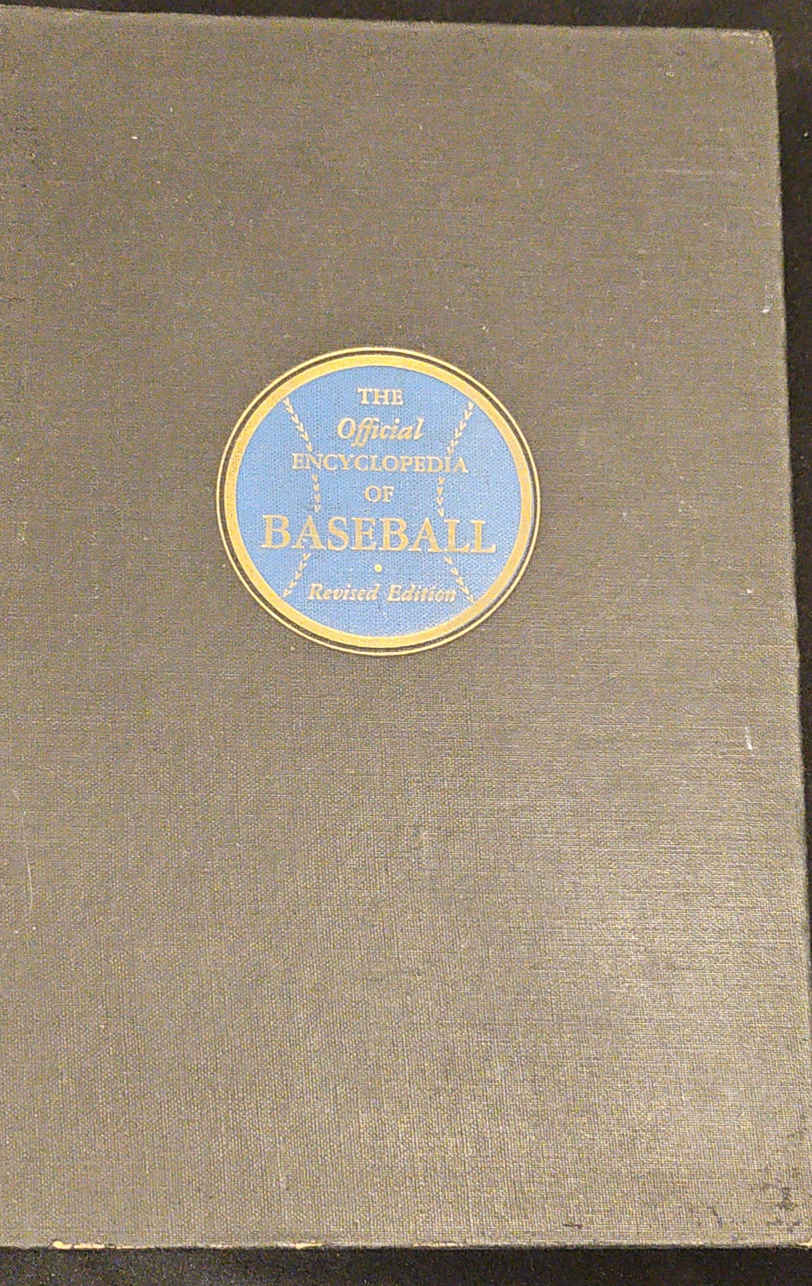 THE
Official
ENCYCLOPEDIA
OF
BASEBALL
•
Revised Edition